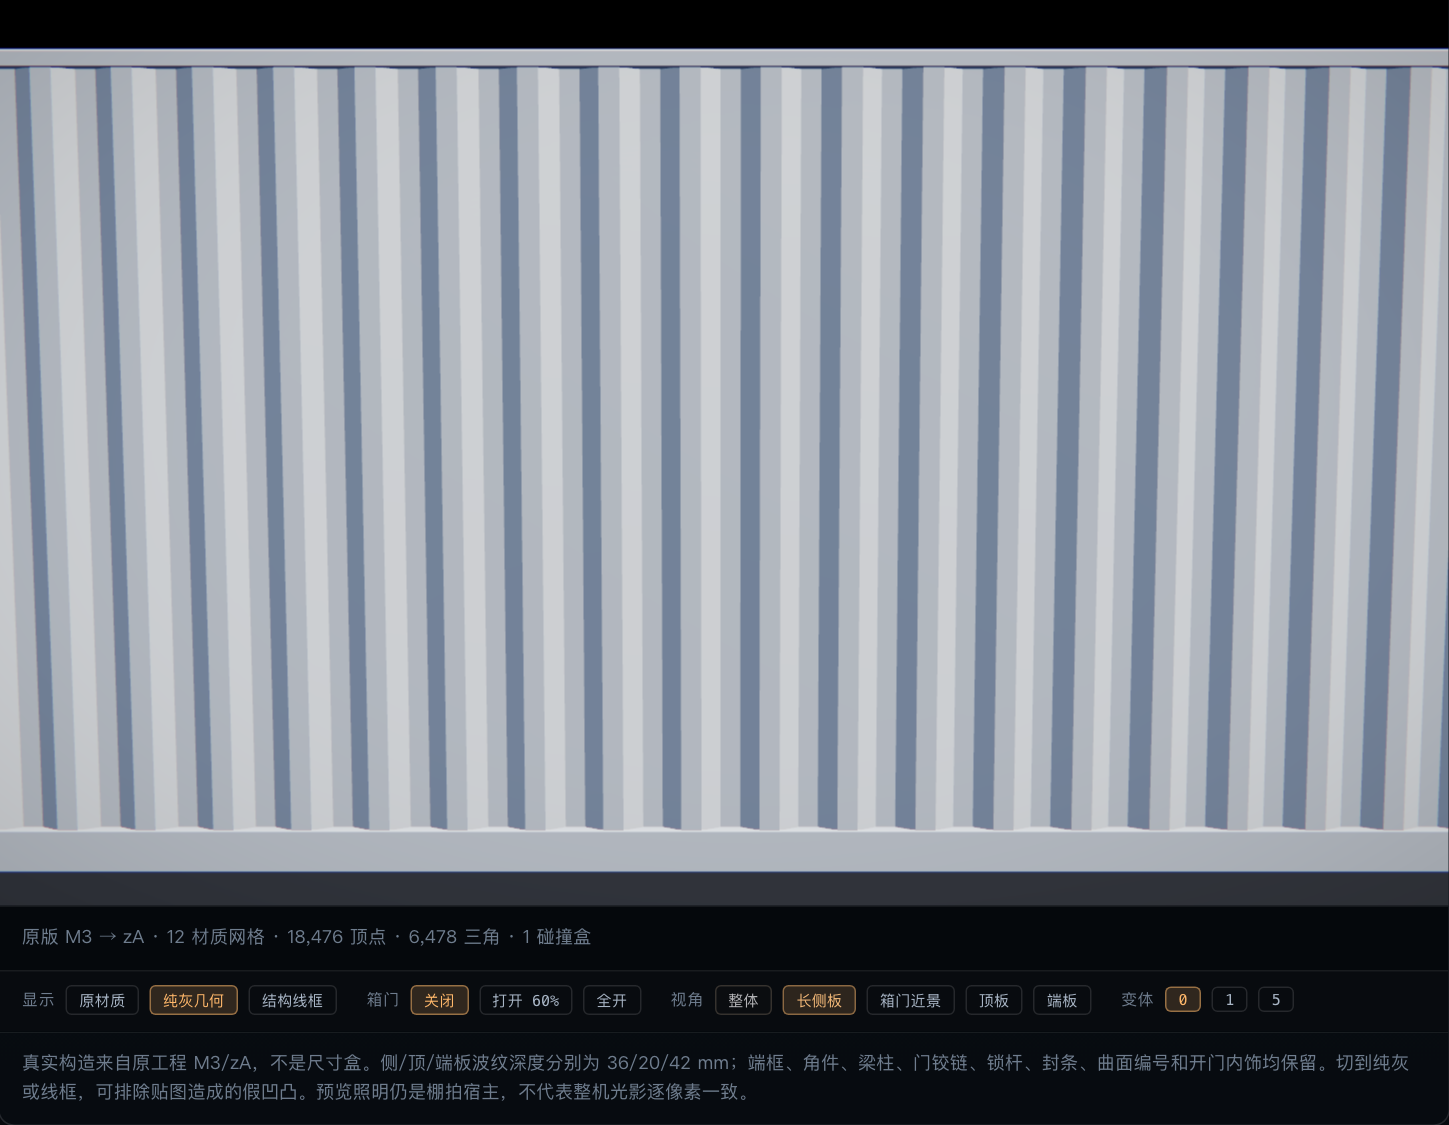 原版 M3 → zA · 12 材质网格 · 18,476 顶点 · 6,478 三角 · 1 碰撞盒
显示 原材质 纯灰几何 结构线框 箱门 关闭 打开 60% 全开 视角 整体 长侧板 箱门近景 顶板 端板 变体 0 1 5
真实构造来自原工程 M3/zA，不是尺寸盒。侧/顶/端板波纹深度分别为 36/20/42 mm；端框、角件、梁柱、门铰链、锁杆、封条、曲面编号和开门内饰均保留。切到纯灰
或线框，可排除贴图造成的假凹凸。预览照明仍是棚拍宿主，不代表整机光影逐像素一致。